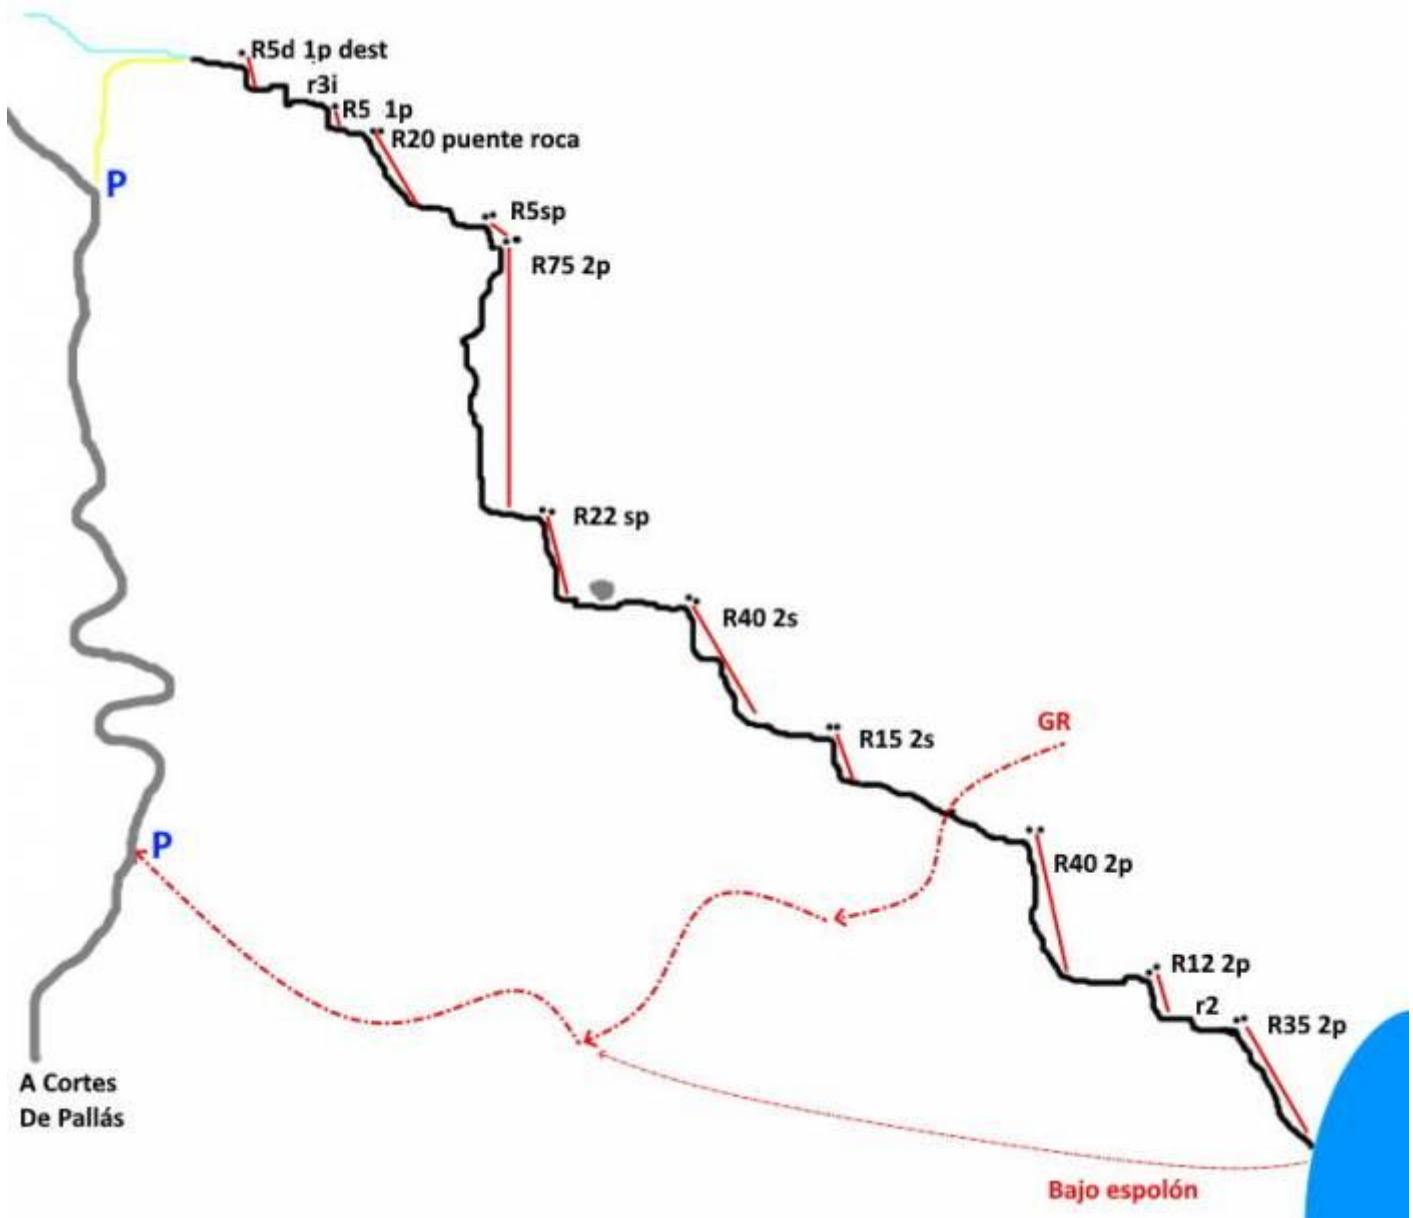 R5d 1p dest
r3i
R5 1p
R20 puente roca
P
R5sp
R75 2p
R22 sp
R40 2s
GR
R15 2s
P
R40 2p
R12 2p
r2
R35 2p
A Cortes
De Pallás
Bajo espolón